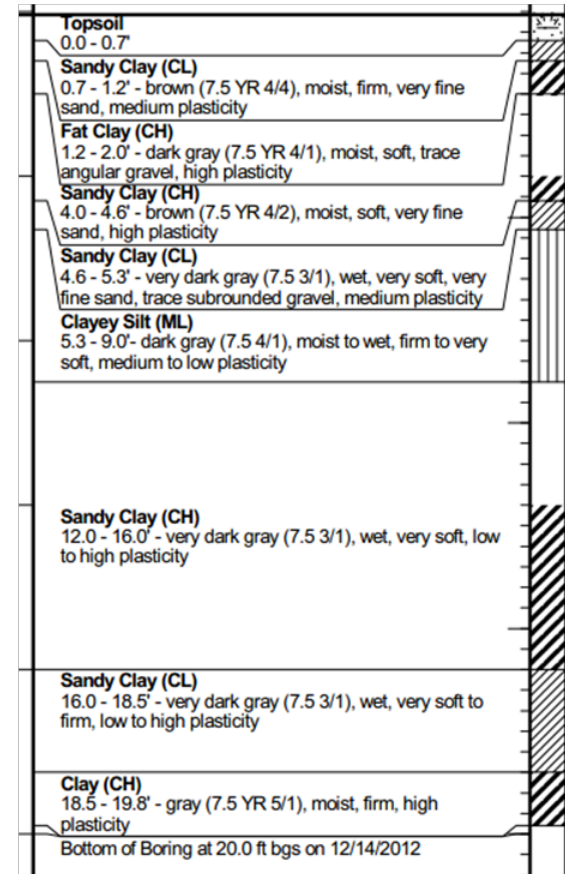 Topsoil
0.0 - 0.7'
Sandy Clay (CL)
0.7 - 1.2' - brown (7.5 YR 4/4), moist, firm, very fine
sand, medium plasticity
Fat Clay (CH)
1.2 - 2.0' - dark gray (7.5 YR 4/1), moist, soft, trace
angular gravel, high plasticity
Sandy Clay (CH)
4.0 - 4.6' - brown (7.5 YR 4/2), moist, soft, very fine
sand, high plasticity
Sandy Clay (CL)
4.6 - 5.3' - very dark gray (7.5 3/1), wet, very soft, very
fine sand, trace subrounded gravel, medium plasticity
Clayey Silt (ML)
5.3 - 9.0'- dark gray (7.5 4/1), moist to wet, firm to very
soft, medium to low plasticity
Sandy Clay (CH)
12.0 - 16.0' - very dark gray (7.5 3/1), wet, very soft, low
to high plasticity
Sandy Clay (CL)
16.0 - 18.5' - very dark gray (7.5 3/1), wet, very soft to
firm, low to high plasticity
Clay (CH)
18.5 - 19.8' - gray (7.5 YR 5/1), moist, firm, high
plasticity
Bottom of Boring at 20.0 ft bgs on 12/14/2012